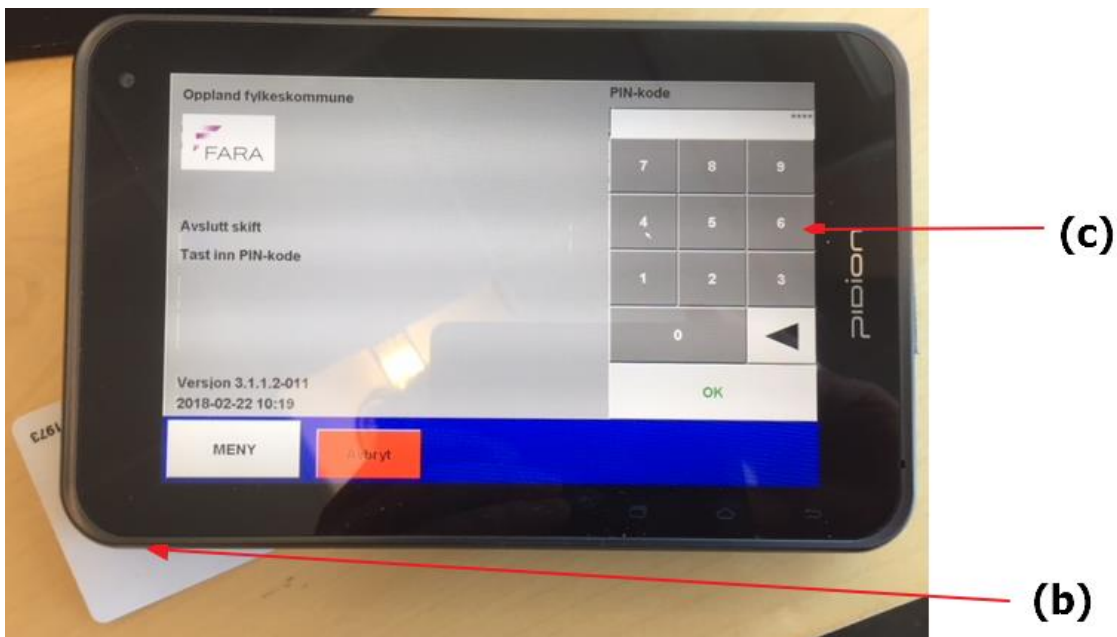 Oppland fylkeskommune
FARA
Avslutt skift
Tast inn PIN-kode
Versjon 3.1.1.2-011
2018-02-22 10:19
MENY
Avbryt
PIN-kode
****
7 8 9
4 5 6
1 2 3
0
OK
pidion
1973
(c)
(b)